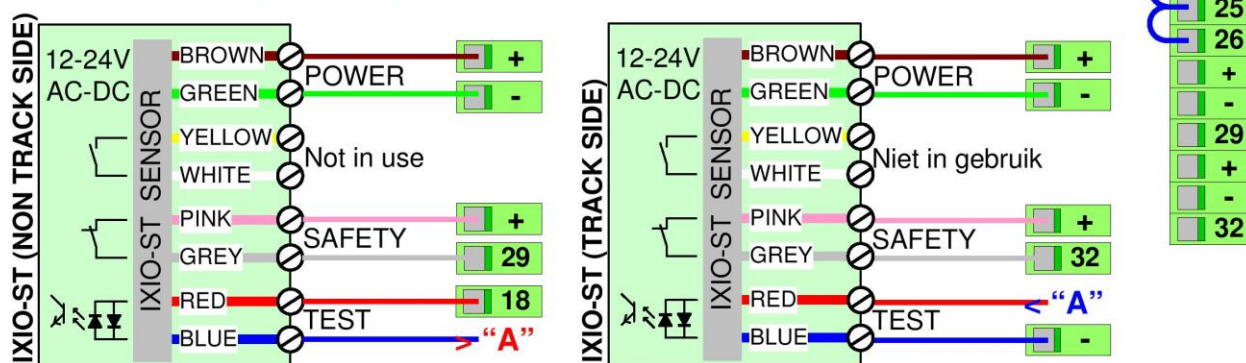 IXIO-ST (NON TRACK SIDE)
12-24V
AC-DC
IXIO-ST SENSOR
BROWN
GREEN
YELLOW
WHITE
PINK
GREY
RED
BLUE
POWER
Not in use
SAFETY
TEST
+
-
+
29
18
> “A”
IXIO-ST (TRACK SIDE)
12-24V
AC-DC
IXIO-ST SENSOR
BROWN
GREEN
YELLOW
WHITE
PINK
GREY
RED
BLUE
POWER
Niet in gebruik
SAFETY
TEST
+
-
+
32
< “A”
-
25
26
+
-
29
+
-
32